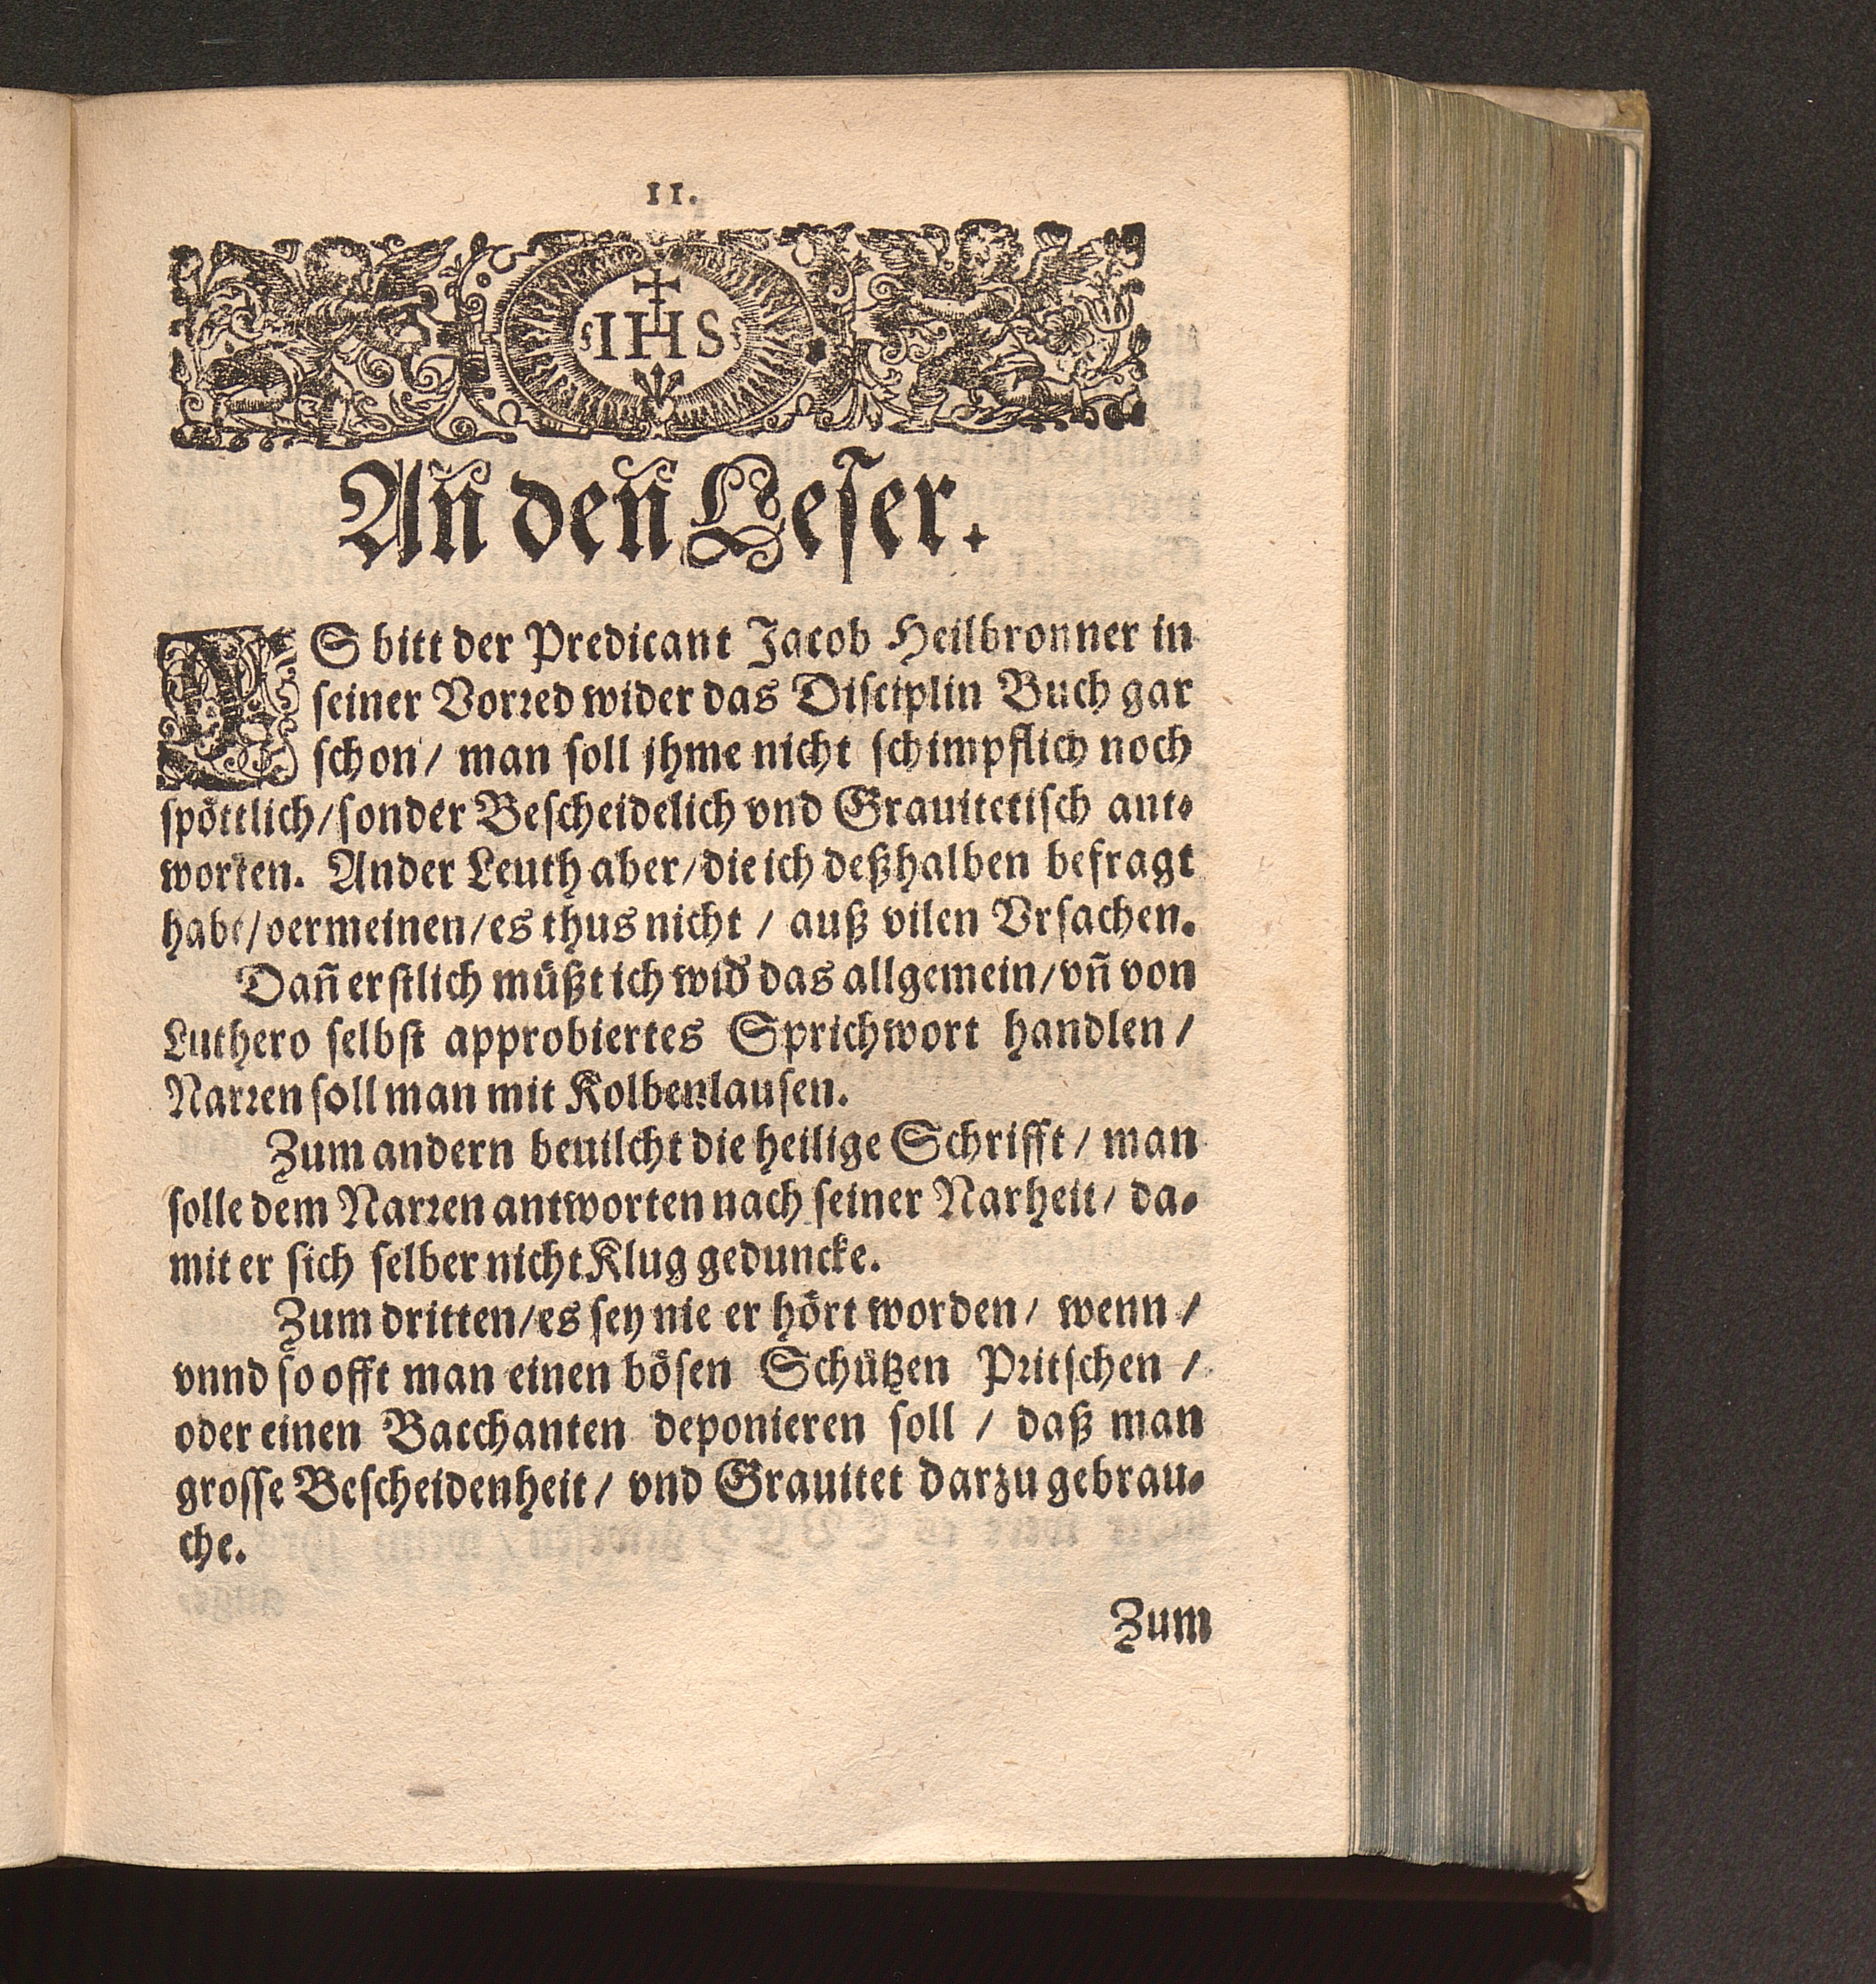 11.
IHS
An den Leser.
ES bitt der Predicant Jacob Heilbronner in
seiner Vorred wider das Disciplin Buch gar
schon / man soll jhme nicht schimpflich noch
spöttlich / sonder Bescheidelich vnd Grauitetisch ant⸗
worten. Ander Leuth aber / die ich deßhalben befragt
habe / vermeinen / es thus nicht / auß vilen Vrsachen.
Dañ erstlich müßt ich wid̃ das allgemein / vñ von
Luthero selbst approbiertes Sprichwort handlen /
Narren soll man mit Kolben lausen.
Zum andern beuilcht die heilige Schrifft / man
solle dem Narren antworten nach seiner Narheit / da⸗
mit er sich selber nicht Klug geduncke.
Zum dritten / es sey nie er hört worden / wenn /
vnnd so offt man einen bösen Schützen Pritschen /
oder einen Bacchanten deponieren soll / daß man
grosse Bescheidenheit / vnd Grauitet darzu gebrau⸗
che.
Zum